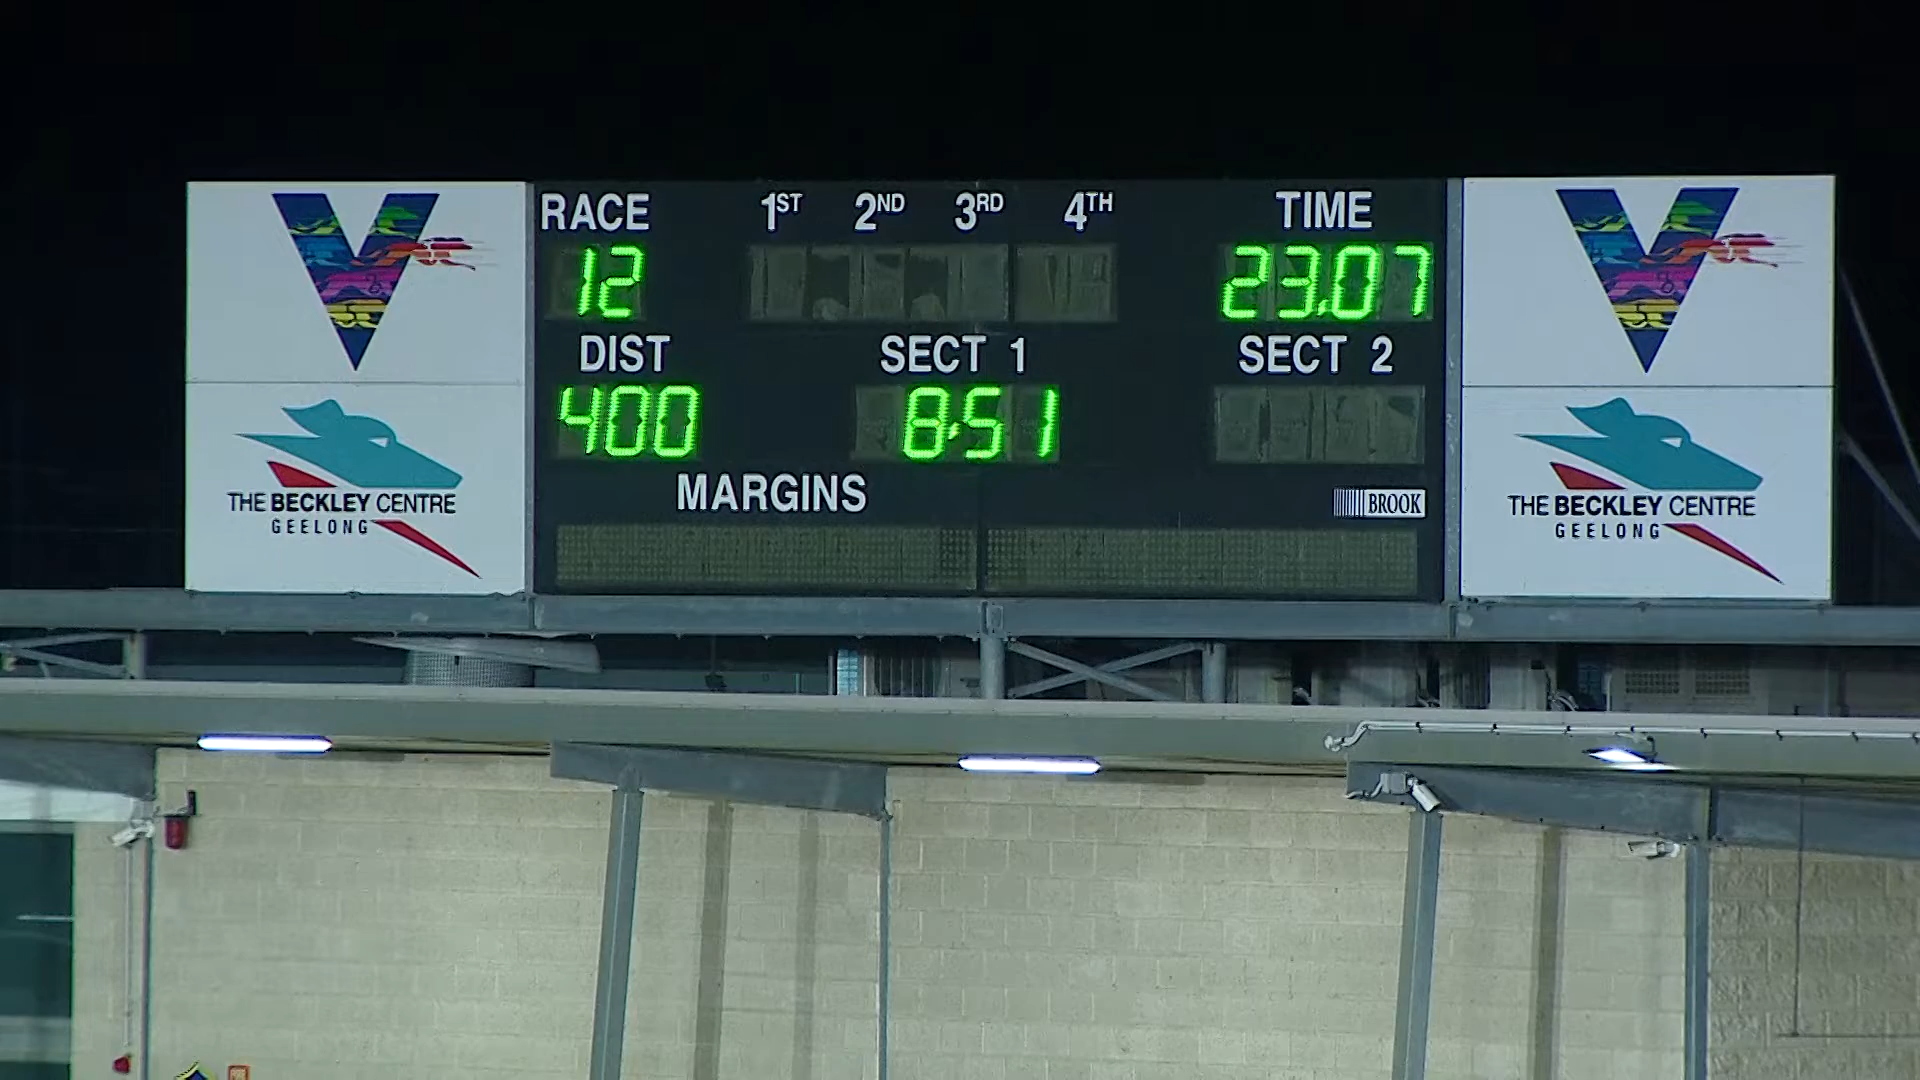 RACE 1ST 2ND 3RD 4TH TIME
12 23.07
DIST SECT 1 SECT 2
400 8.51
MARGINS
BROOK
THE BECKLEY CENTRE
GEELONG
THE BECKLEY CENTRE
GEELONG